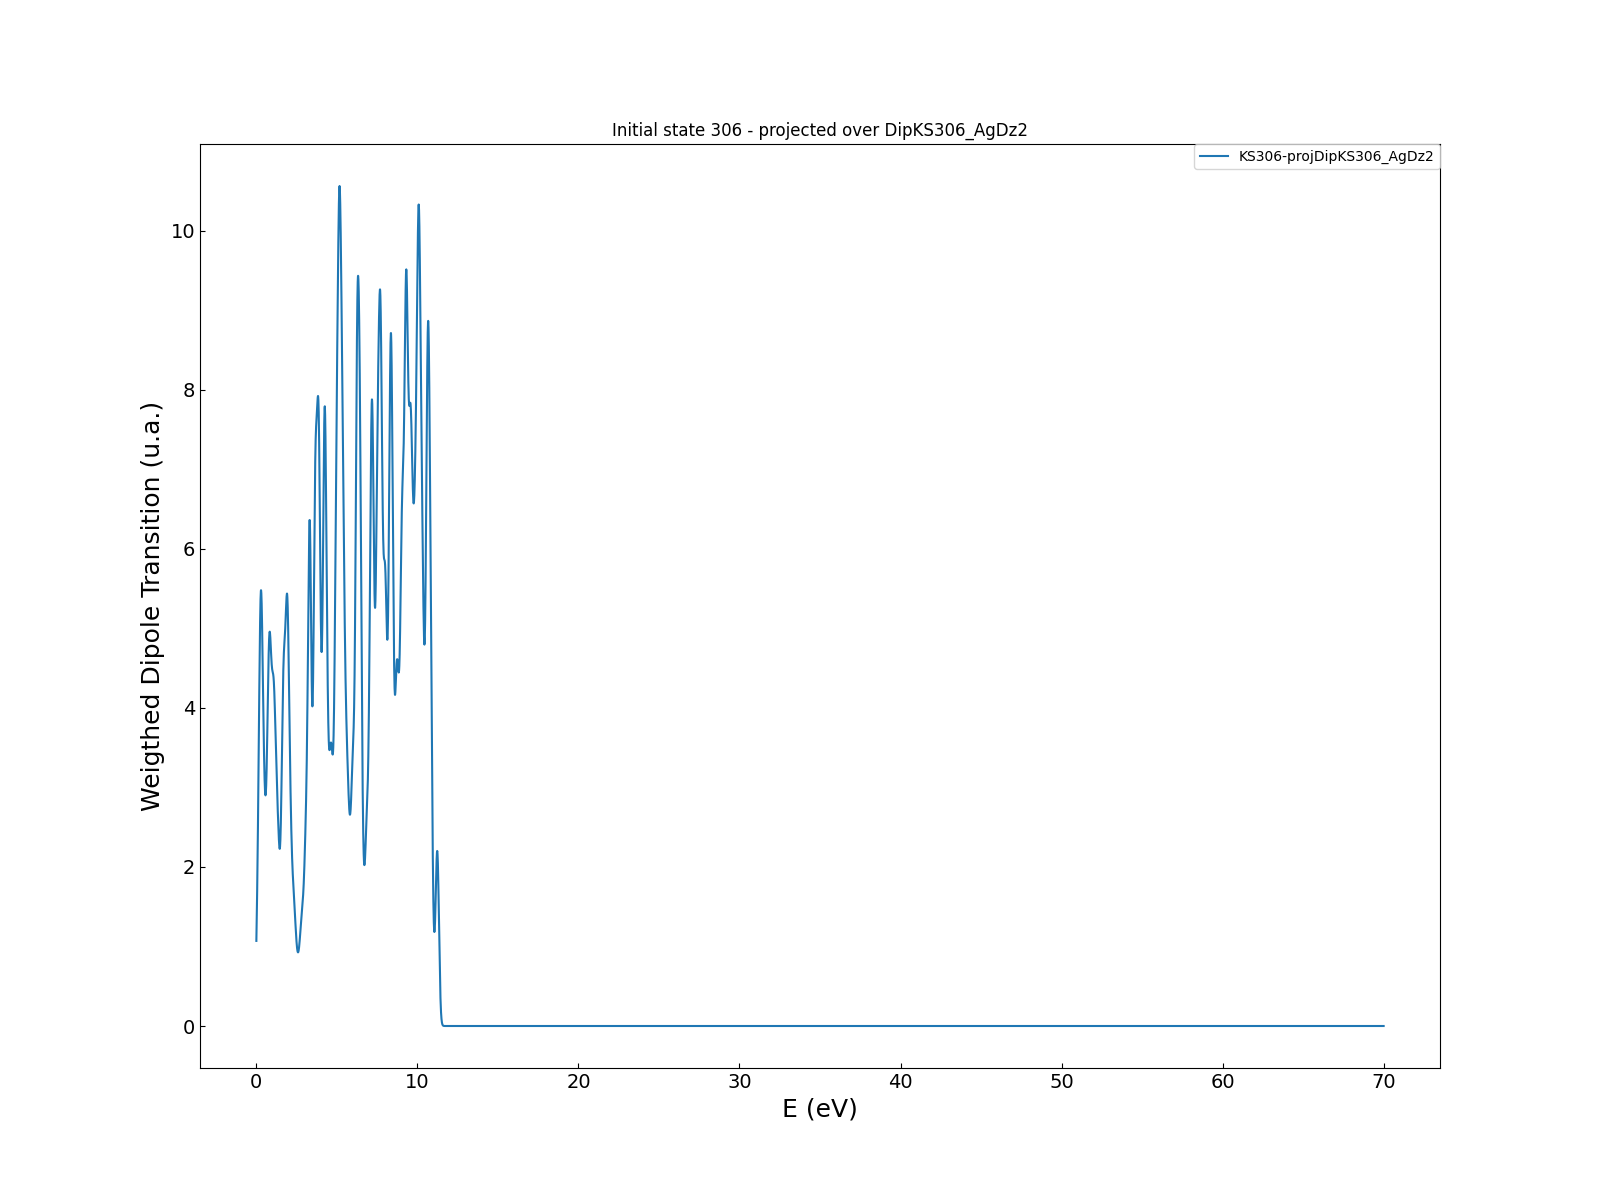 Initial state 306 - projected over DipKS306_AgDz2
KS306-projDipKS306_AgDz2
Weigthed Dipole Transition (u.a.)
10
8
6
4
2
0
0 10 20 30 40 50 60 70
E (eV)